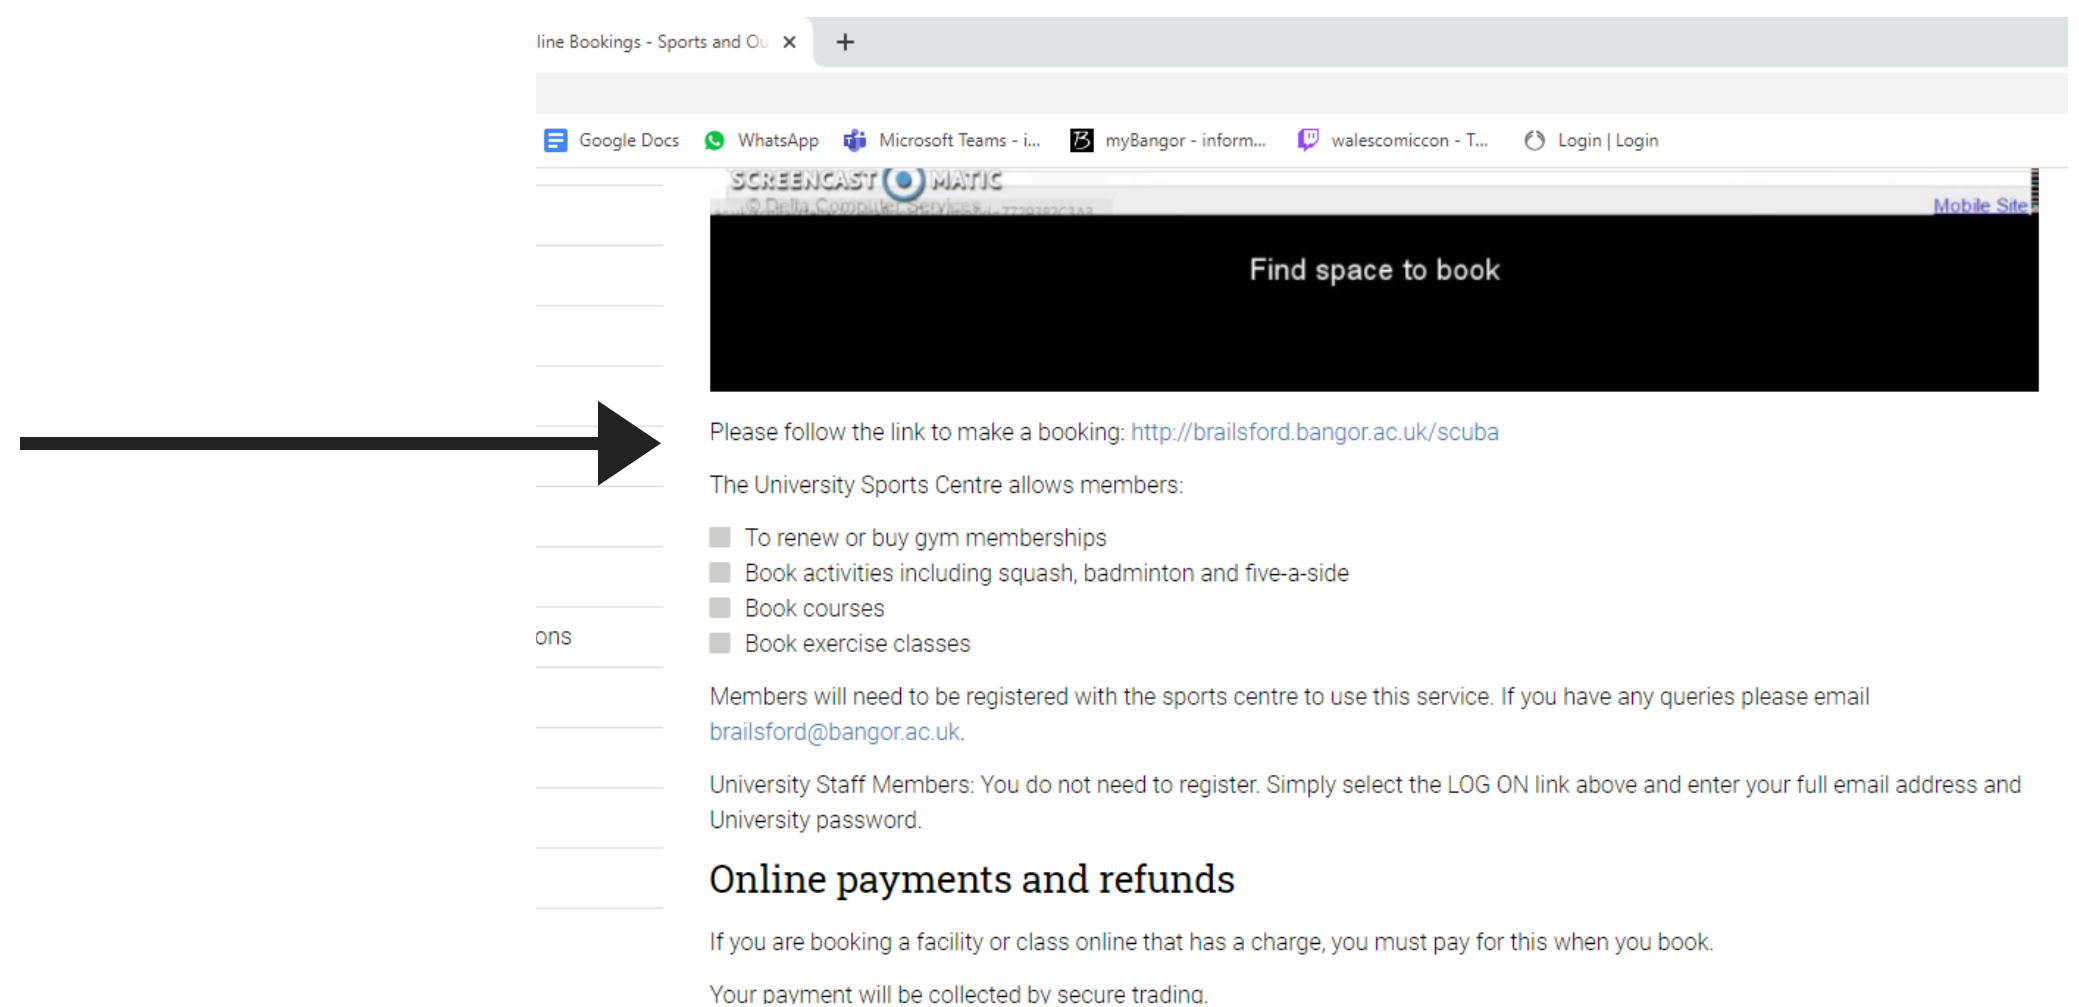 line Bookings - Sports and Ou
Google Docs WhatsApp Microsoft Teams - i... myBangor - inform... walescomiccon - T... Login | Login
SCREENCAST MATIC
© Delta Computer Services
Mobile Site
Find space to book
Please follow the link to make a booking: http://brailsford.bangor.ac.uk/scuba
The University Sports Centre allows members:
To renew or buy gym memberships
Book activities including squash, badminton and five-a-side
Book courses
Book exercise classes
ons
Members will need to be registered with the sports centre to use this service. If you have any queries please email
brailsford@bangor.ac.uk.
University Staff Members: You do not need to register. Simply select the LOG ON link above and enter your full email address and
University password.
Online payments and refunds
If you are booking a facility or class online that has a charge, you must pay for this when you book.
Your payment will be collected by secure trading.